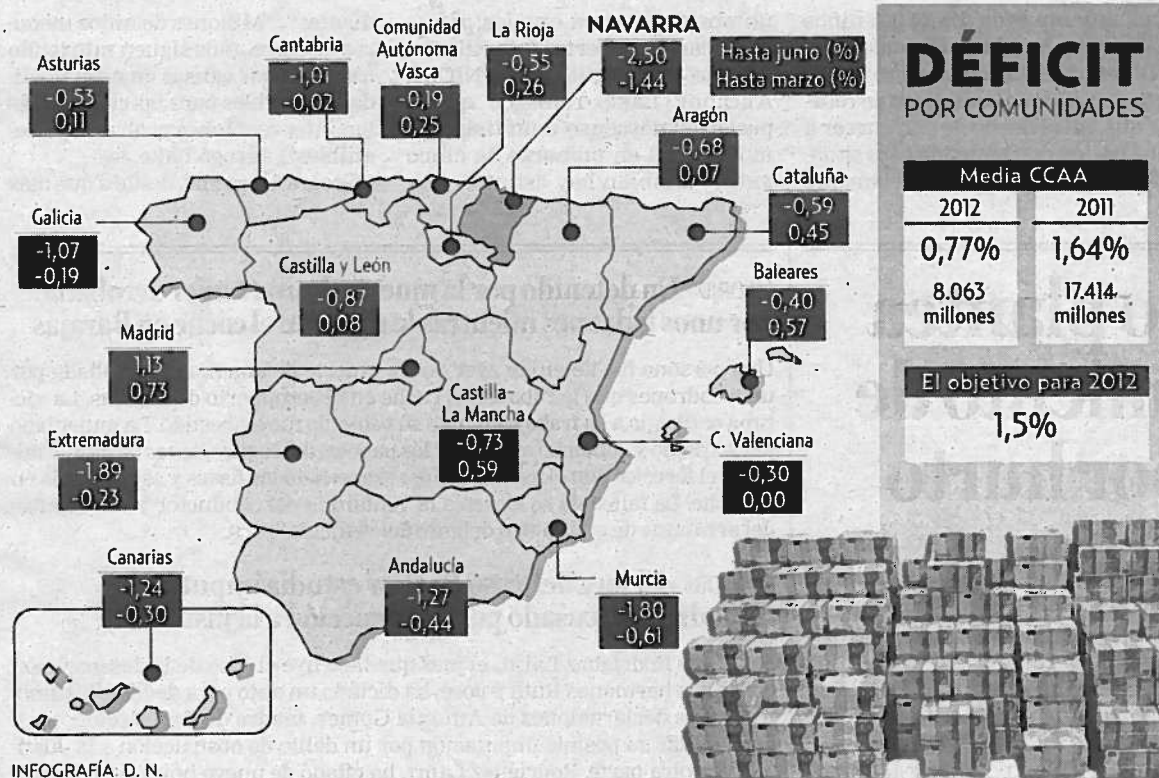 DÉFICIT
POR COMUNIDADES
Media CCAA
2012
0,77%
8.063
millones
2011
1,64%
17.414
millones
El objetivo para 2012
1,5%
NAVARRA
-2,50
-1,44
Hasta junio (%)
Hasta marzo (%)
Asturias
-0,53
0,11
Cantabria
-1,01
-0,02
Comunidad
Autónoma
Vasca
-0,19
0,25
La Rioja
-0,55
0,26
Aragón
-0,68
0,07
Cataluña
-0,59
0,45
Galicia
-1,07
-0,19
Castilla y León
-0,87
0,08
Baleares
-0,40
0,57
Madrid
1,13
0,73
Castilla
La Mancha
-0,73
0,59
Extremadura
-1,89
-0,23
C. Valenciana
-0,30
0,00
Canarias
-1,24
-0,30
Andalucía
-1,27
-0,44
Murcia
-1,80
-0,61
INFOGRAFÍA: D. N.